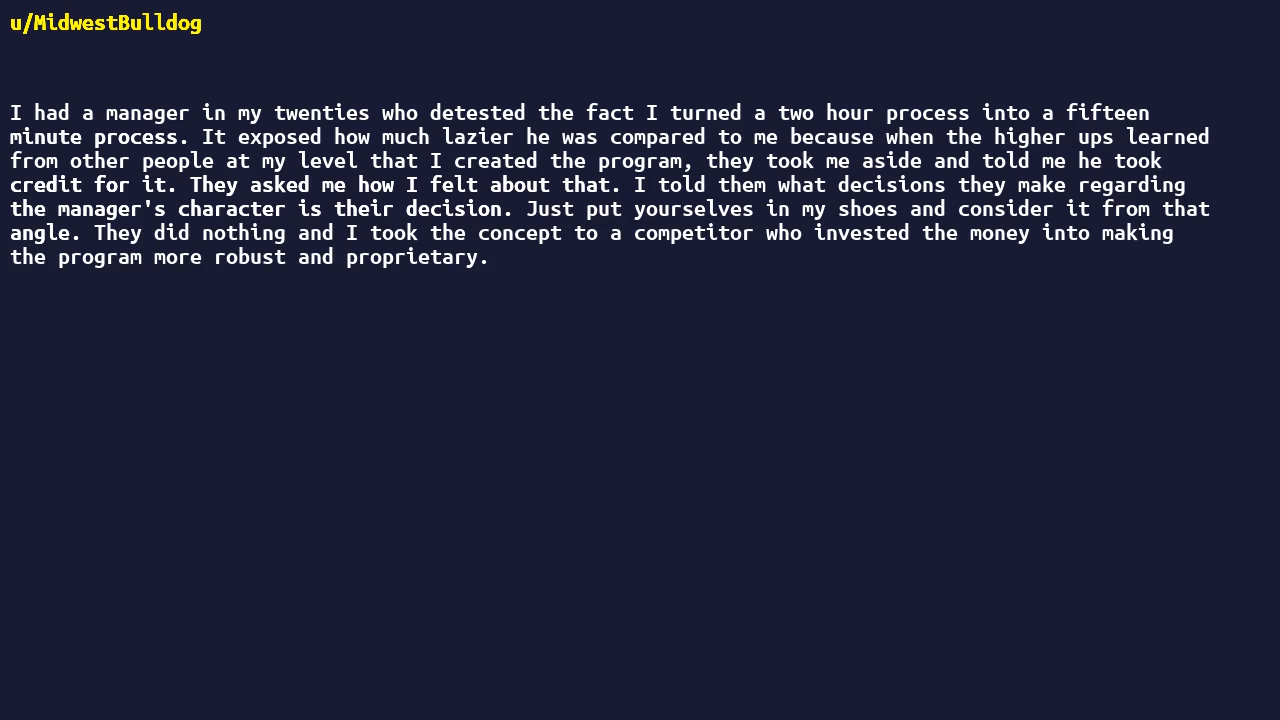 u/MidwestBulldog
I had a manager in my twenties who detested the fact I turned a two hour process into a fifteen
minute process. It exposed how much lazier he was compared to me because when the higher ups learned
from other people at my level that I created the program, they took me aside and told me he took
credit for it. They asked me how I felt about that. I told them what decisions they make regarding
the manager's character is their decision. Just put yourselves in my shoes and consider it from that
angle. They did nothing and I took the concept to a competitor who invested the money into making
the program more robust and proprietary.